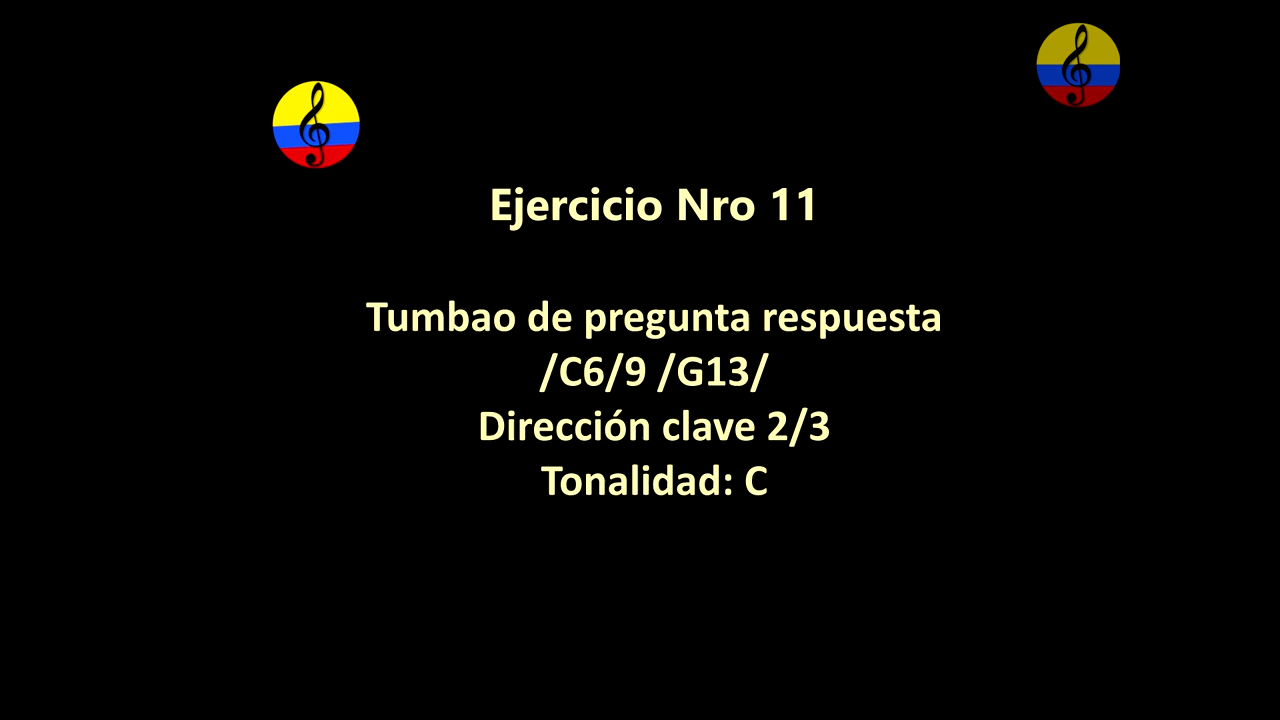 Ejercicio Nro 11
Tumbao de pregunta respuesta
/C6/9 /G13/
Dirección clave 2/3
Tonalidad: C